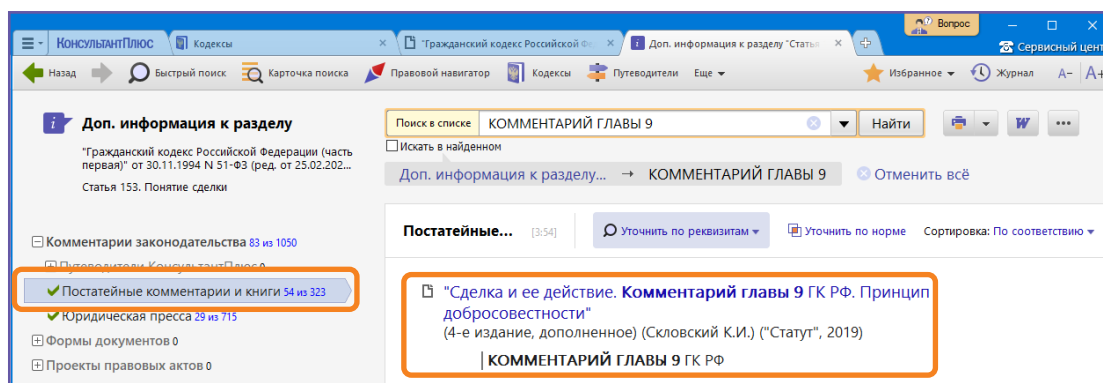 Вопрос
КонсультантПлюс Кодексы "Гражданский кодекс Российской Фе Доп. информация к разделу "Статья
Сервисный цент
Назад Быстрый поиск Карточка поиска Правовой навигатор Кодексы Путеводители Еще Избранное Журнал A− A+
Доп. информация к разделу
"Гражданский кодекс Российской Федерации (часть
первая)" от 30.11.1994 N 51-ФЗ (ред. от 25.02.202...
Статья 153. Понятие сделки
Поиск в списке КОММЕНТАРИЙ ГЛАВЫ 9 Найти W ...
Искать в найденном
Доп. информация к разделу... → КОММЕНТАРИЙ ГЛАВЫ 9 Отменить всё
Комментарии законодательства 83 из 1050
Путеводители КонсультантПлюс 0
Постатейные комментарии и книги 54 из 323
Юридическая пресса 29 из 715
Формы документов 0
Проекты правовых актов 0
Постатейные... [3:54] Уточнить по реквизитам Уточнить по норме Сортировка: По соответствию
"Сделка и ее действие. Комментарий главы 9 ГК РФ. Принцип
добросовестности"
(4-е издание, дополненное) (Скловский К.И.) ("Статут", 2019)
КОММЕНТАРИЙ ГЛАВЫ 9 ГК РФ